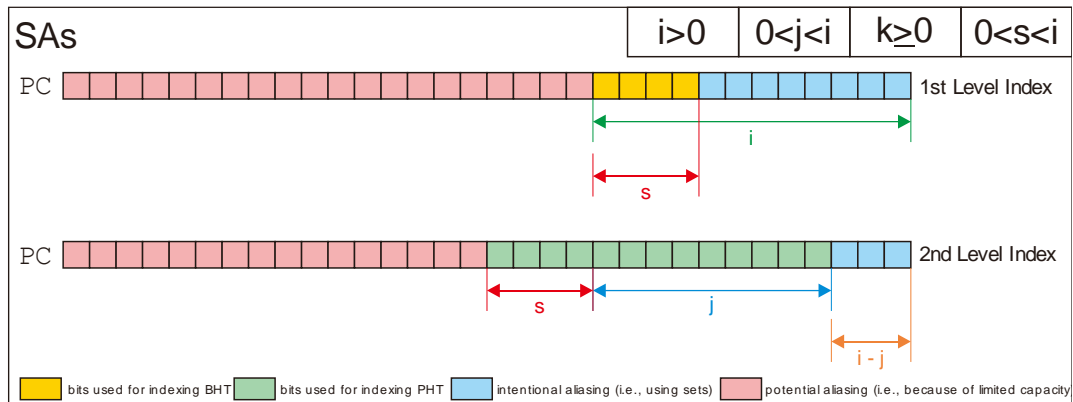 SAs
i>0 0<j<i k≥0 0<s<i
PC 1st Level Index
i
s
PC 2nd Level Index
s j
i - j
bits used for indexing BHT bits used for indexing PHT intentional aliasing (i.e., using sets) potential aliasing (i.e., because of limited capacity)